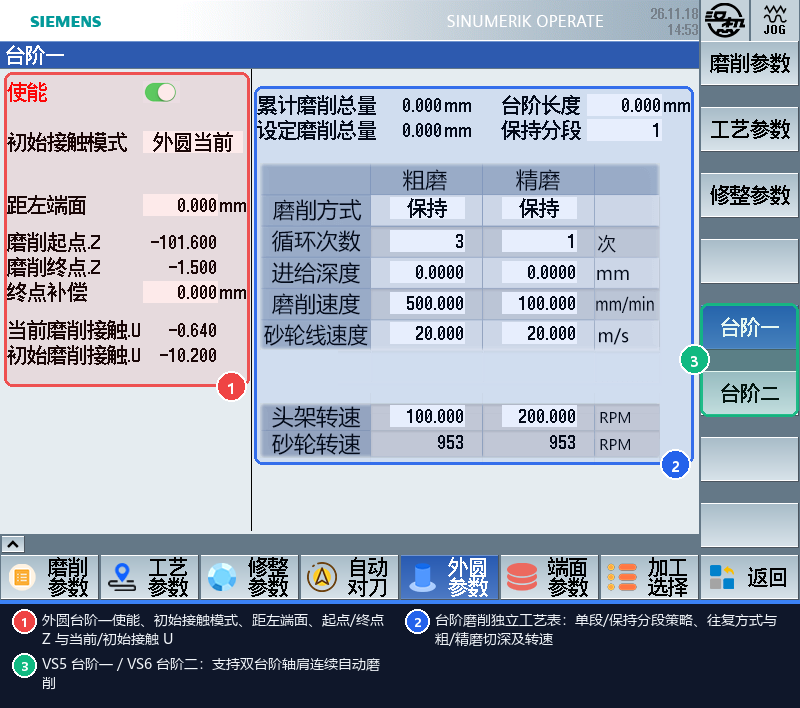 SIEMENS
SINUMERIK OPERATE
26.11.18
14:53
JOG
台阶一
使能
初始接触模式 外圆当前
距左端面 0.000 mm
磨削起点.Z -101.600
磨削终点.Z -1.500
终点补偿 0.000 mm
当前磨削接触.U -0.640
初始磨削接触.U -10.200
1
累计磨削总量 0.000 mm 台阶长度 0.000 mm
设定磨削总量 0.000 mm 保持分段 1
粗磨 精磨
磨削方式 保持 保持
循环次数 3 1 次
进给深度 0.0000 0.0000 mm
磨削速度 500.000 100.000 mm/min
砂轮线速度 20.000 20.000 m/s
头架转速 100.000 200.000 RPM
砂轮转速 953 953 RPM
2
磨削参数
工艺参数
修整参数
台阶一
3
台阶二
磨削
参数
工艺
参数
修整
参数
自动
对刀
外圆
参数
端面
参数
加工
选择
返回
1 外圆台阶一使能、初始接触模式、距左端面、起点/终点
Z 与当前/初始接触 U
2 台阶磨削独立工艺表：单段/保持分段策略、往复方式与
粗/精磨切深及转速
3 VS5 台阶一 / VS6 台阶二：支持双台阶轴肩连续自动磨
削